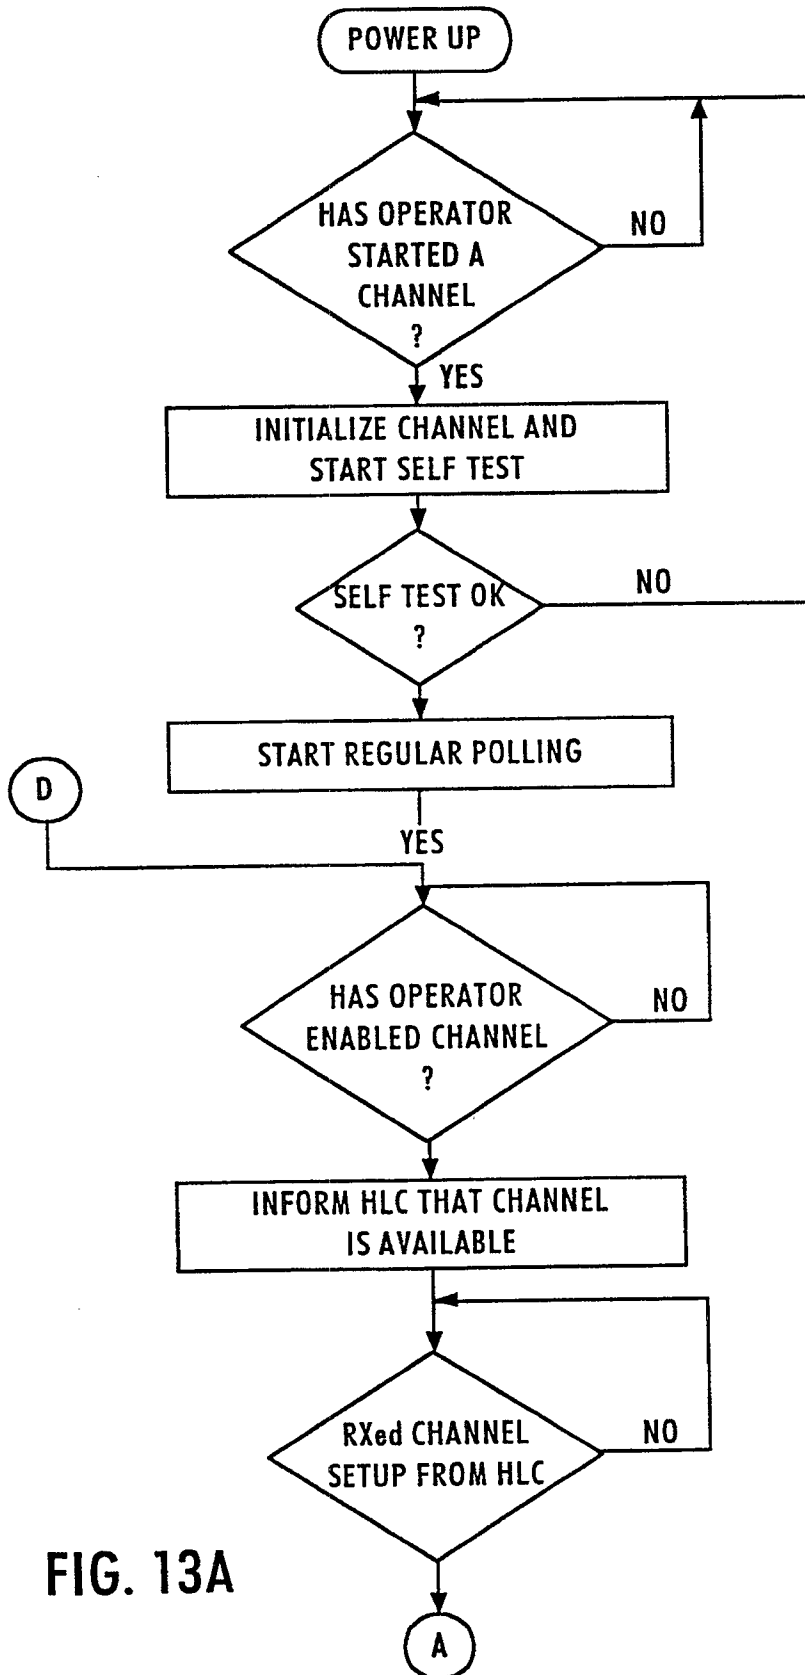 POWER UP
HAS OPERATOR
STARTED A
CHANNEL
?
NO
YES
INITIALIZE CHANNEL AND
START SELF TEST
SELF TEST OK
?
NO
START REGULAR POLLING
D
YES
HAS OPERATOR
ENABLED CHANNEL
?
NO
INFORM HLC THAT CHANNEL
IS AVAILABLE
RXed CHANNEL
SETUP FROM HLC
NO
FIG. 13A
A